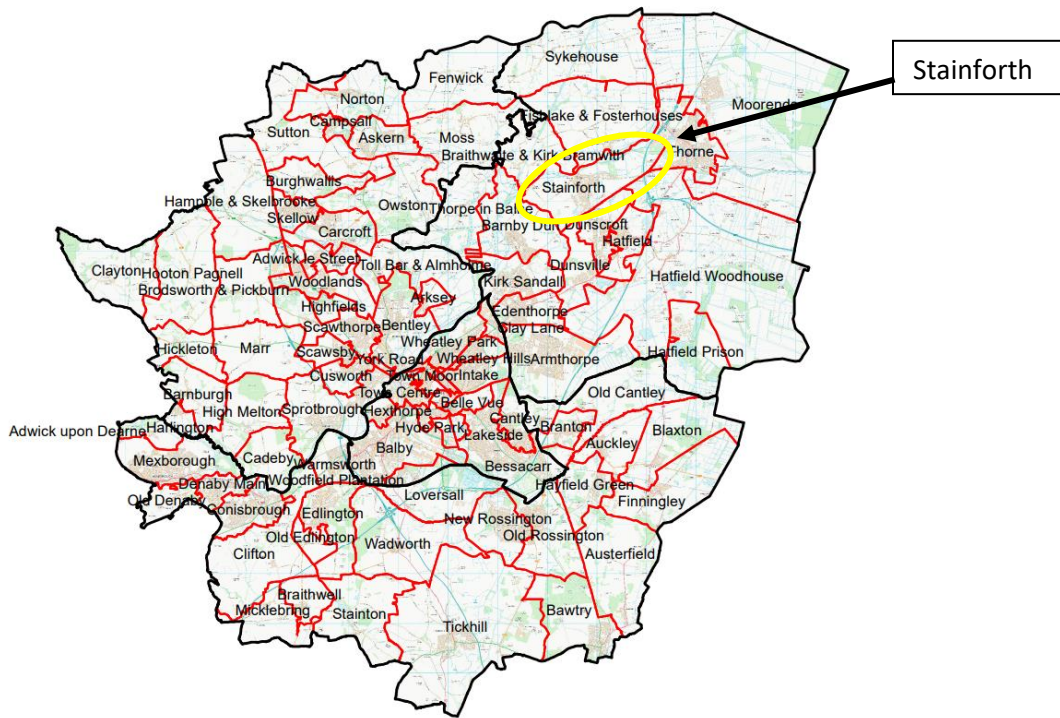 Stainforth
Sykehouse
Fenwick
Moorends
Norton
Campsall
Sutton
Askern
Moss
Fishlake & Fosterhouses
Thorne
Braithwaite & Kirk Bramwith
Stainforth
Burghwallis
Hampole & Skelbrooke
Owston
Thorpe in Balne
Skellow
Barnby Dun
Dunscroft
Carcroft
Hatfield
Clayton
Hooton Pagnell
Adwick le Street
Toll Bar & Almholme
Dunsville
Hatfield Woodhouse
Brodsworth & Pickburn
Woodlands
Kirk Sandall
Arksey
Highfields
Edenthorpe
Scawthorpe
Bentley
Clay Lane
Wheatley Park
Hickleton
Marr
Scawsby
York Road
Wheatley Hills
Armthorpe
Hatfield Prison
Cusworth
Town Moor
Intake
Barnburgh
Town Centre
Old Cantley
Belle Vue
High Melton
Sprotbrough
Hexthorpe
Cantley
Adwick upon Dearne
Harlington
Hyde Park
Lakeside
Branton
Blaxton
Auckley
Balby
Mexborough
Cadeby
Warmsworth
Bessacarr
Woodfield Plantation
Denaby Main
Hayfield Green
Old Denaby
Loversall
Finningley
Conisbrough
Edlington
New Rossington
Old Edlington
Old Rossington
Clifton
Wadworth
Austerfield
Braithwell
Micklebring
Stainton
Bawtry
Tickhill